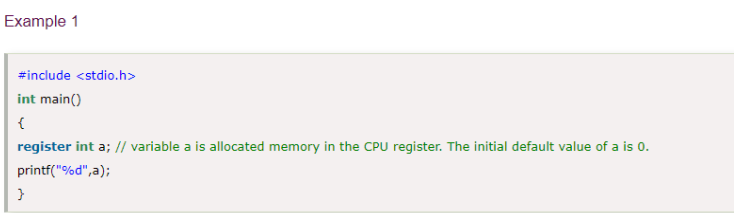 Example 1
#include <stdio.h>
int main()
{
register int a; // variable a is allocated memory in the CPU register. The initial default value of a is 0.
printf("%d",a);
}